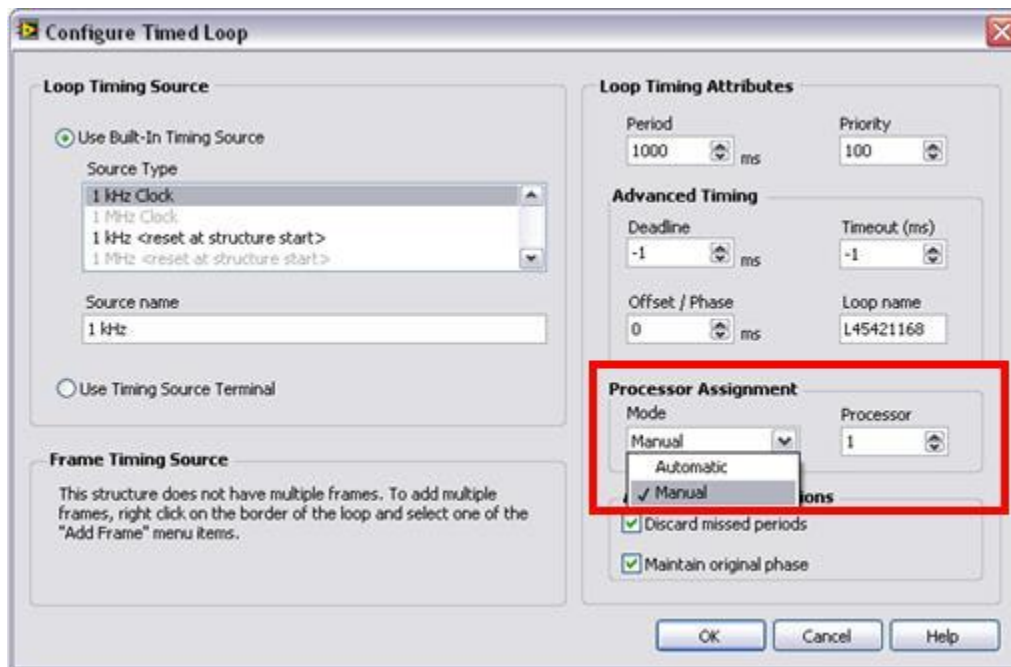 Configure Timed Loop
Loop Timing Source
Use Built-In Timing Source
Source Type
1 kHz Clock
1 MHz Clock
1 kHz <reset at structure start>
1 MHz <reset at structure start>
Source name
1 kHz
Use Timing Source Terminal
Frame Timing Source
This structure does not have multiple frames. To add multiple
frames, right click on the border of the loop and select one of the
"Add Frame" menu items.
Loop Timing Attributes
Period Priority
1000 ms 100
Advanced Timing
Deadline Timeout (ms)
-1 ms -1
Offset / Phase Loop name
0 ms L45421168
Processor Assignment
Mode Processor
Manual 1
Automatic
Manual
Discard missed periods
Maintain original phase
OK Cancel Help